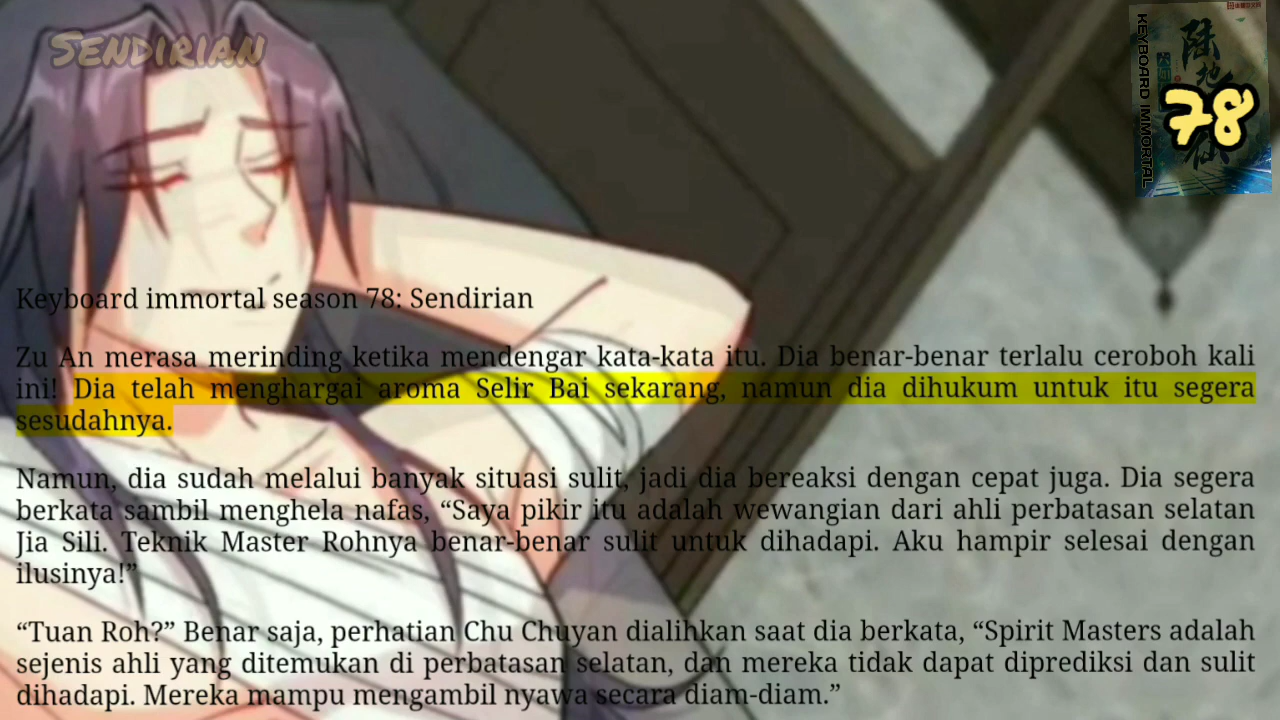 SENDIRIAN
KEYBOARD IMMORTAL
陆地
仙
78
Keyboard immortal season 78: Sendirian
Zu An merasa merinding ketika mendengar kata-kata itu. Dia benar-benar terlalu ceroboh kali
ini! Dia telah menghargai aroma Selir Bai sekarang, namun dia dihukum untuk itu segera
sesudahnya.
Namun, dia sudah melalui banyak situasi sulit, jadi dia bereaksi dengan cepat juga. Dia segera
berkata sambil menghela nafas, “Saya pikir itu adalah wewangian dari ahli perbatasan selatan
Jia Sili. Teknik Master Rohnya benar-benar sulit untuk dihadapi. Aku hampir selesai dengan
ilusinya!”
“Tuan Roh?” Benar saja, perhatian Chu Chuyan dialihkan saat dia berkata, “Spirit Masters adalah
sejenis ahli yang ditemukan di perbatasan selatan, dan mereka tidak dapat diprediksi dan sulit
dihadapi. Mereka mampu mengambil nyawa secara diam-diam.”